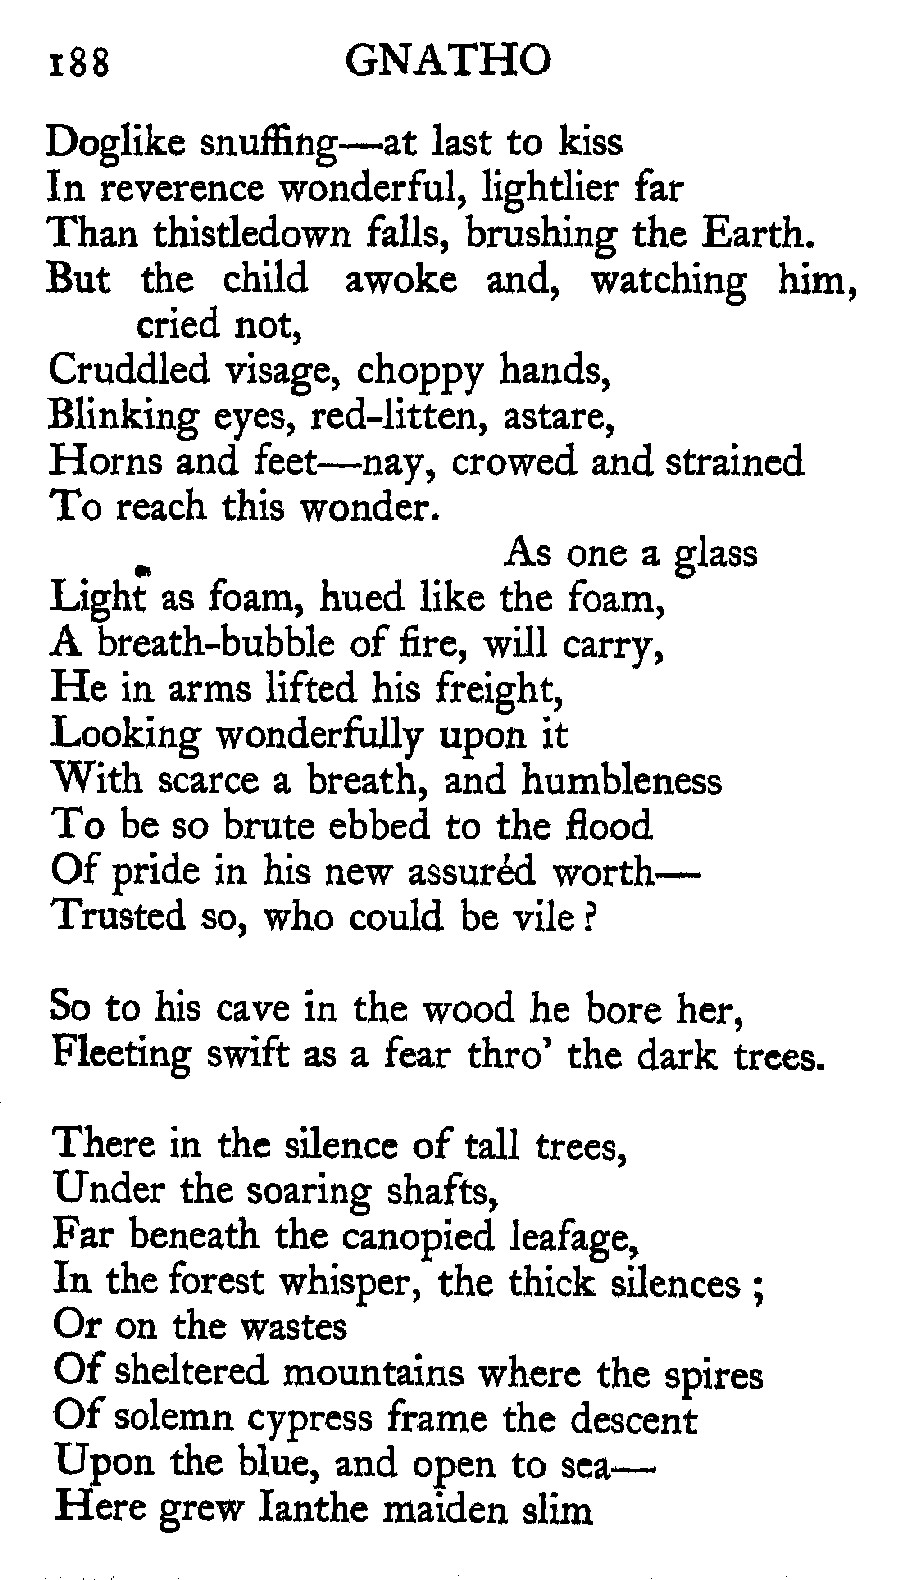 188 GNATHO
Doglike snuffing—at last to kiss
In reverence wonderful, lightlier far
Than thistledown falls, brushing the Earth.
But the child awoke and, watching him,
cried not,
Cruddled visage, choppy hands,
Blinking eyes, red-litten, astare,
Horns and feet—nay, crowed and strained
To reach this wonder.
As one a glass
Light as foam, hued like the foam,
A breath-bubble of fire, will carry,
He in arms lifted his freight,
Looking wonderfully upon it
With scarce a breath, and humbleness
To be so brute ebbed to the flood
Of pride in his new assuréd worth—
Trusted so, who could be vile ?
So to his cave in the wood he bore her,
Fleeting swift as a fear thro’ the dark trees.
There in the silence of tall trees,
Under the soaring shafts,
Far beneath the canopied leafage,
In the forest whisper, the thick silences ;
Or on the wastes
Of sheltered mountains where the spires
Of solemn cypress frame the descent
Upon the blue, and open to sea—
Here grew Ianthe maiden slim